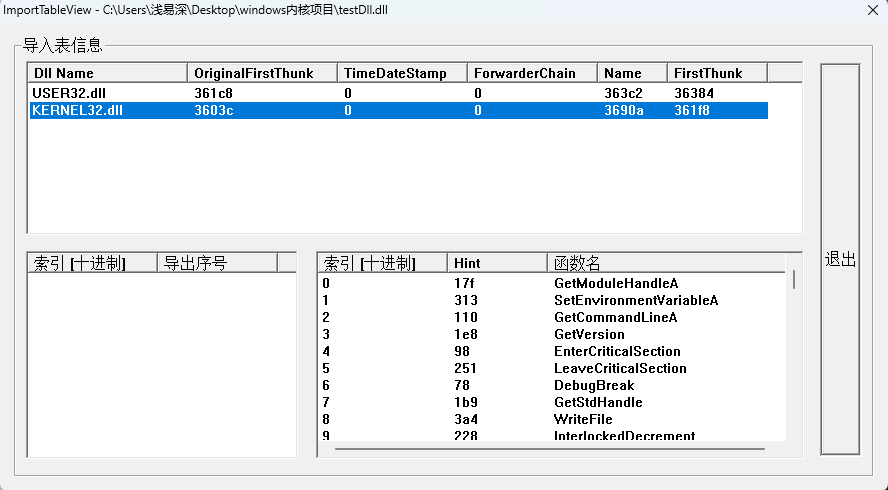 ImportTableView - C:\Users\浅易深\Desktop\windows内核项目\testDll.dll
导入表信息
Dll Name OriginalFirstThunk TimeDateStamp ForwarderChain Name FirstThunk
USER32.dll 361c8 0 0 363c2 36384
KERNEL32.dll 3603c 0 0 3690a 361f8
退出
索引 [十进制] 导出序号
索引 [十进制] Hint 函数名
0 17f GetModuleHandleA
1 313 SetEnvironmentVariableA
2 110 GetCommandLineA
3 1e8 GetVersion
4 98 EnterCriticalSection
5 251 LeaveCriticalSection
6 78 DebugBreak
7 1b9 GetStdHandle
8 3a4 WriteFile
9 228 InterlockedDecrement